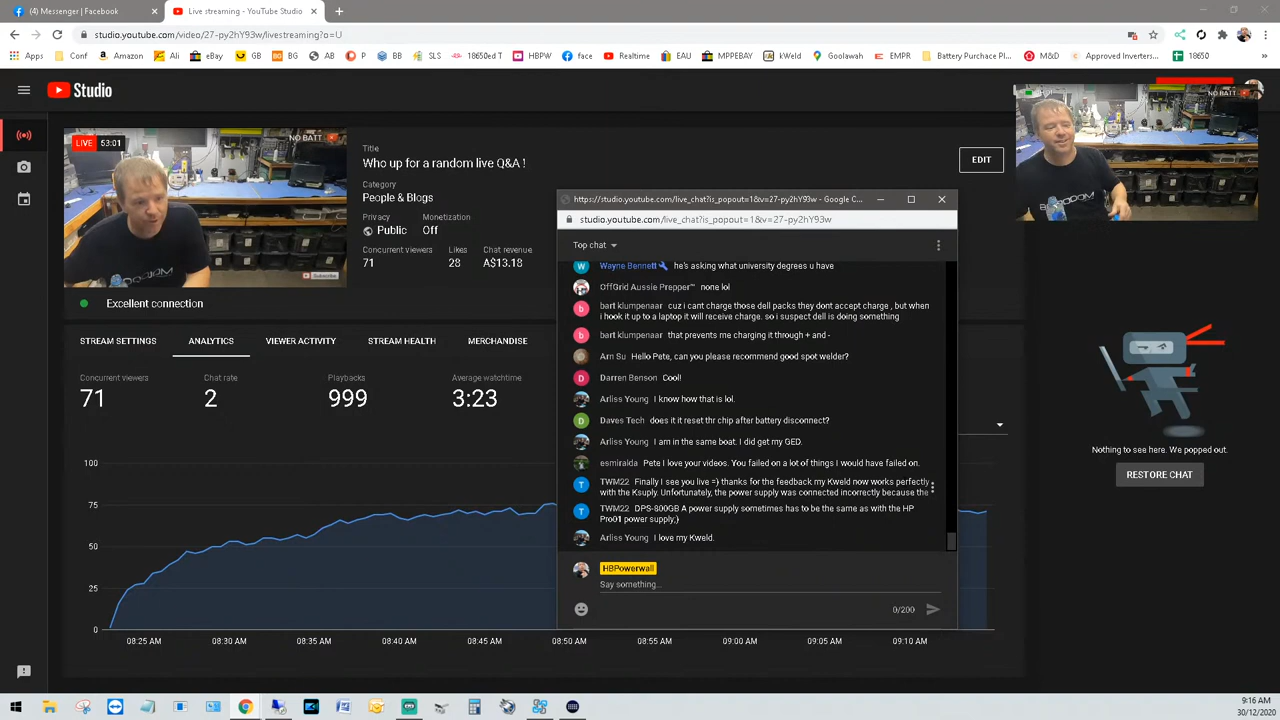 (4) Messenger | Facebook
Live streaming - YouTube Studio
studio.youtube.com/video/27-py2hY93w/livestreaming?o=U
Apps Conf Amazon Ali eBay GB BG AB P BB SLS 18650ed T HBPW face Realtime EAU MPPEBAY kWeld Goolawah EMPR Battery Purchace Pl... M&D Approved Inverters... 18650 »
Studio
LIVE 53:01
NO BATT
Subscribe
Title
Who up for a random live Q&A !
Category
People & Blogs
Privacy Monetization
Public Off
Concurrent viewers Likes Chat revenue
71 28 A$13.18
EDIT
NO BATT
Excellent connection
STREAM SETTINGS ANALYTICS VIEWER ACTIVITY STREAM HEALTH MERCHANDISE
Concurrent viewers Chat rate Playbacks Average watchtime
71 2 999 3:23
100
75
50
25
0
08:25 AM 08:30 AM 08:35 AM 08:40 AM 08:45 AM 08:50 AM 08:55 AM 09:00 AM 09:05 AM 09:10 AM
https://studio.youtube.com/live_chat?is_popout=1&v=27-py2hY93w - Google C...
studio.youtube.com/live_chat?is_popout=1&v=27-py2hY93w
Top chat
W Wayne Bennett he's asking what university degrees u have
OffGrid Aussie Prepper™ none lol
b bart klumpenaar cuz i cant charge those dell packs they dont accept charge , but when
i hook it up to a laptop it will receive charge. so i suspect dell is doing something
b bart klumpenaar that prevents me charging it through + and -
Arn Su Hello Pete, can you please recommend good spot welder?
D Darren Benson Cool!
Arliss Young I know how that is lol.
D Daves Tech does it it reset thr chip after battery disconnect?
Arliss Young I am in the same boat. I did get my GED.
esmiralda Pete I love your videos. You failed on a lot of things I would have failed on.
T TWM22 Finally I see you live =) thanks for the feedback my Kweld now works perfectly
with the Ksuply. Unfortunately, the power supply was connected incorrectly because the
T TWM22 DPS-800GB A power supply sometimes has to be the same as with the HP
Pro01 power supply;)
Arliss Young I love my Kweld.
HBPowerwall
Say something...
0/200
Nothing to see here. We popped out.
RESTORE CHAT
9:16 AM
30/12/2020